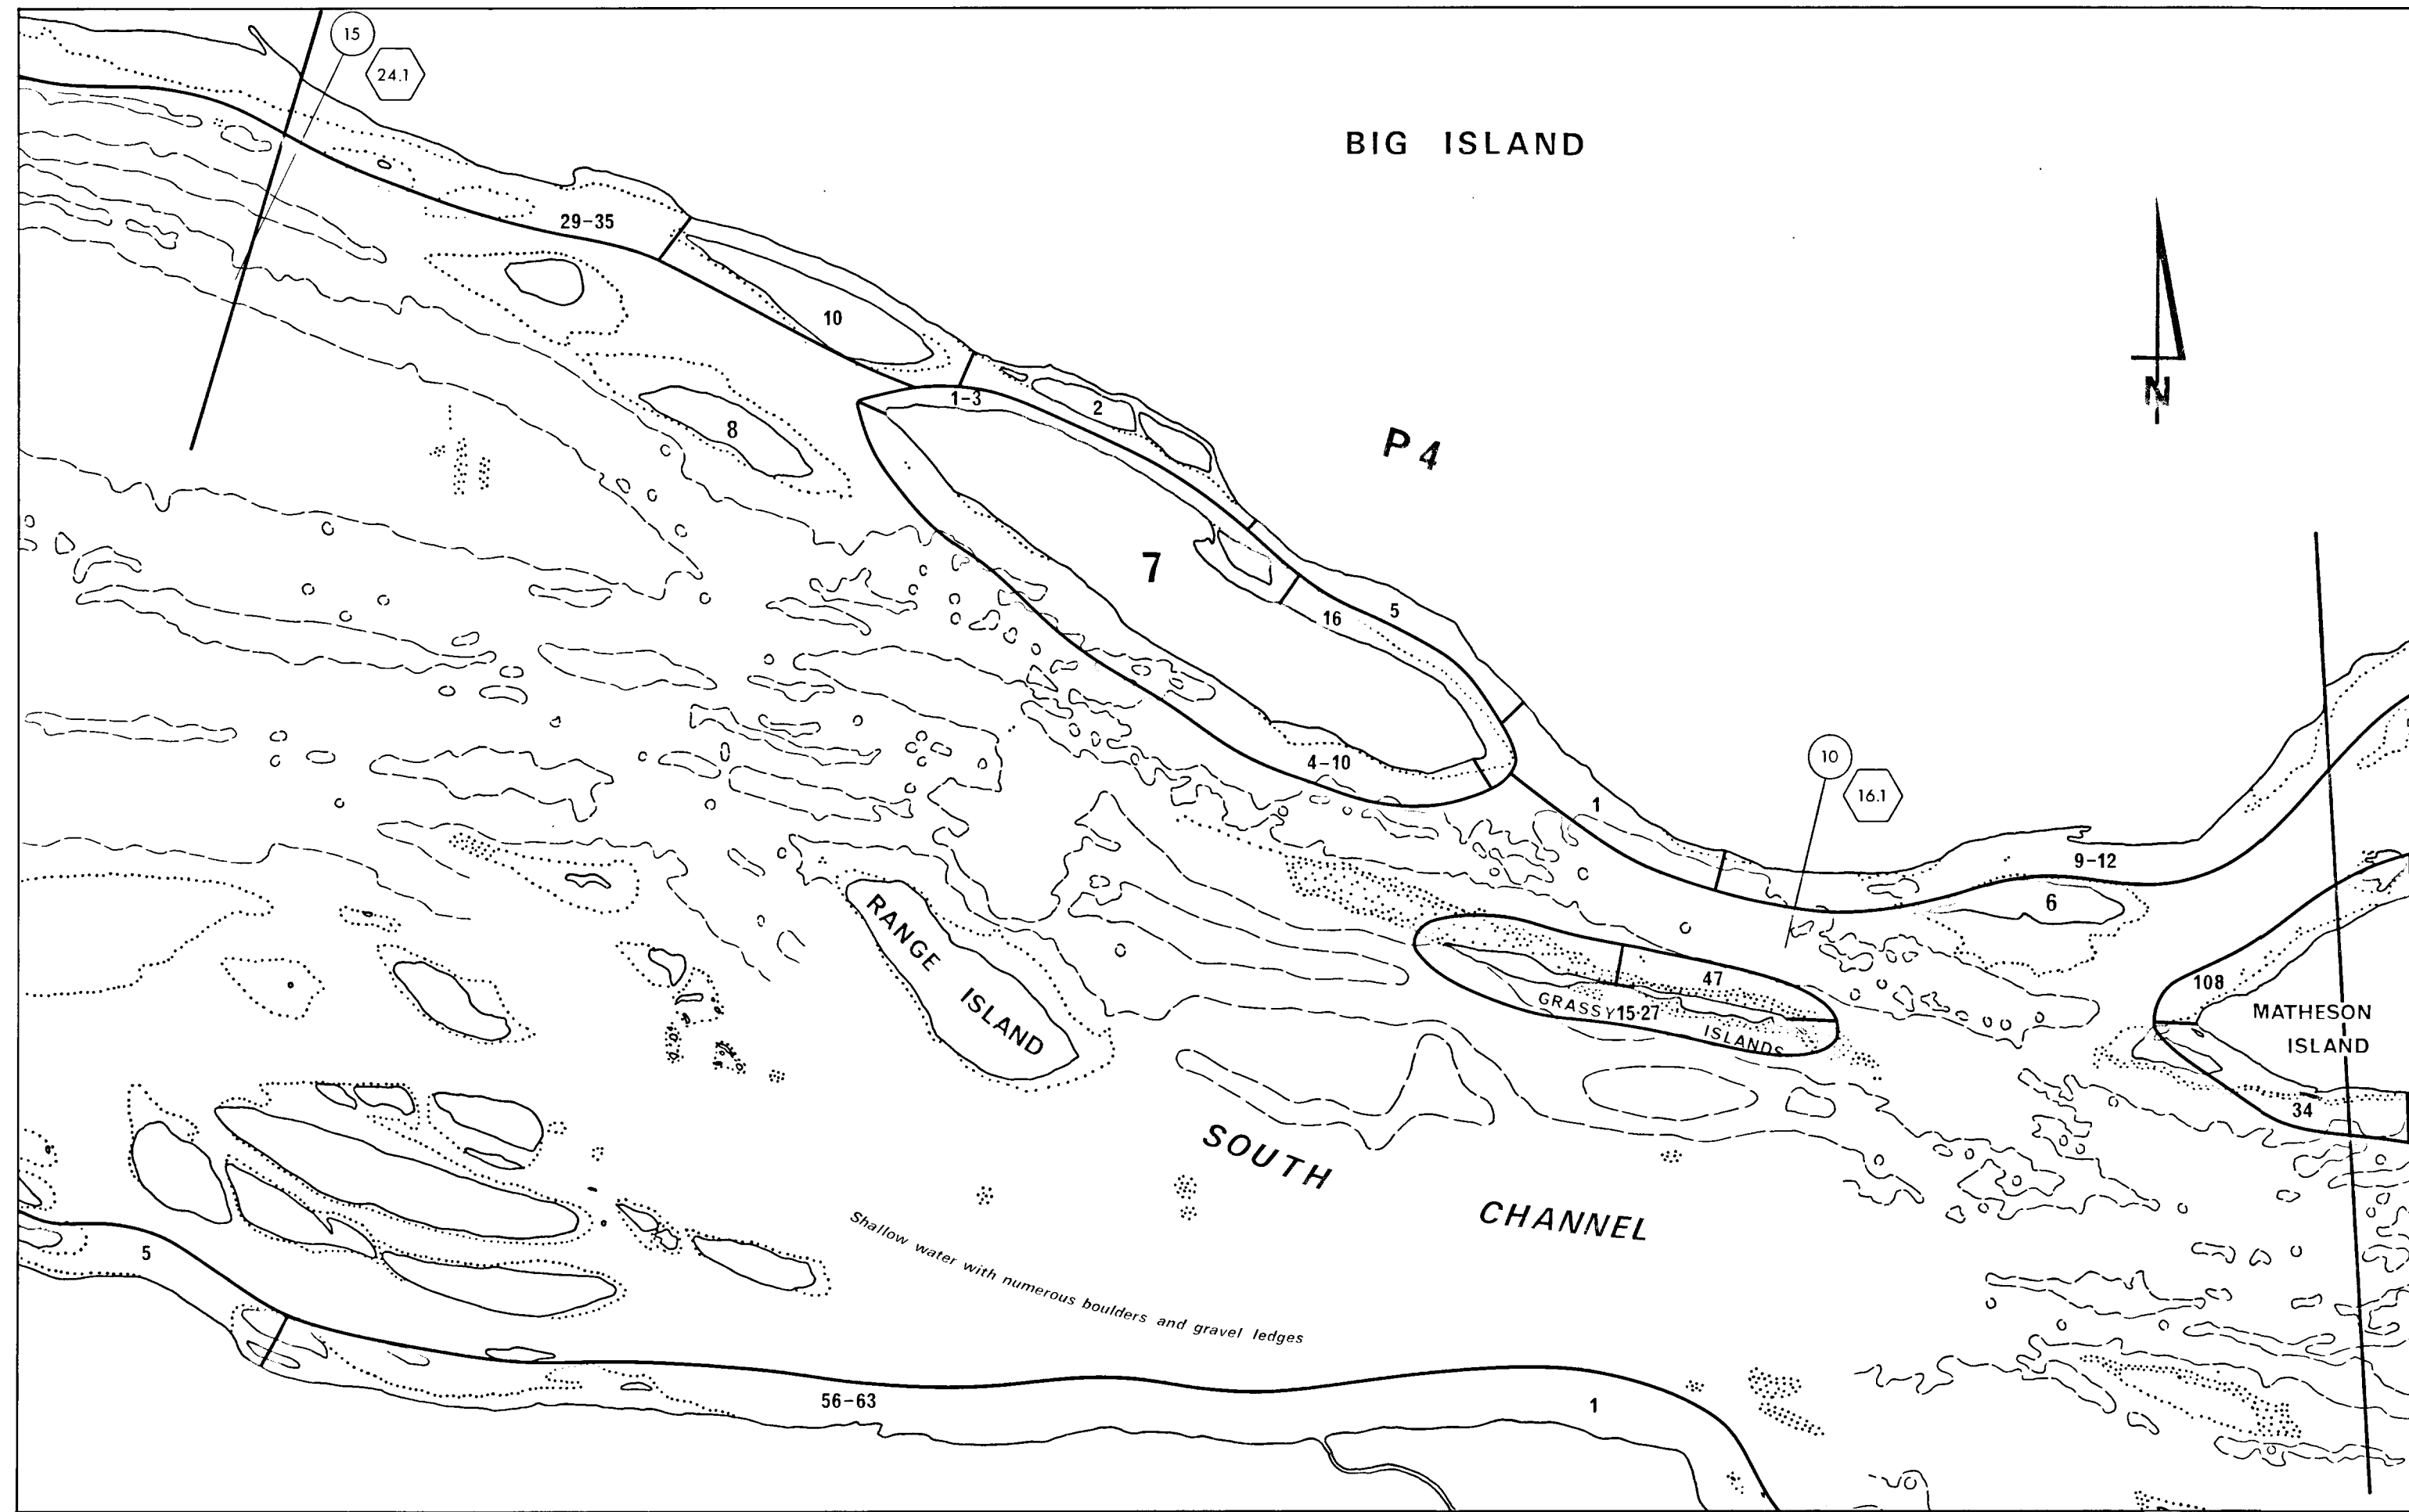 15
24.1
BIG ISLAND
29-35
10
N
1-3
2
8
P 4
7
5
16
4-10
10
16.1
1
9-12
6
RANGE
ISLAND
47
108
GRASSY 15-27
ISLANDS
MATHESON
ISLAND
34
SOUTH
CHANNEL
Shallow water with numerous boulders and gravel ledges
5
56-63
1